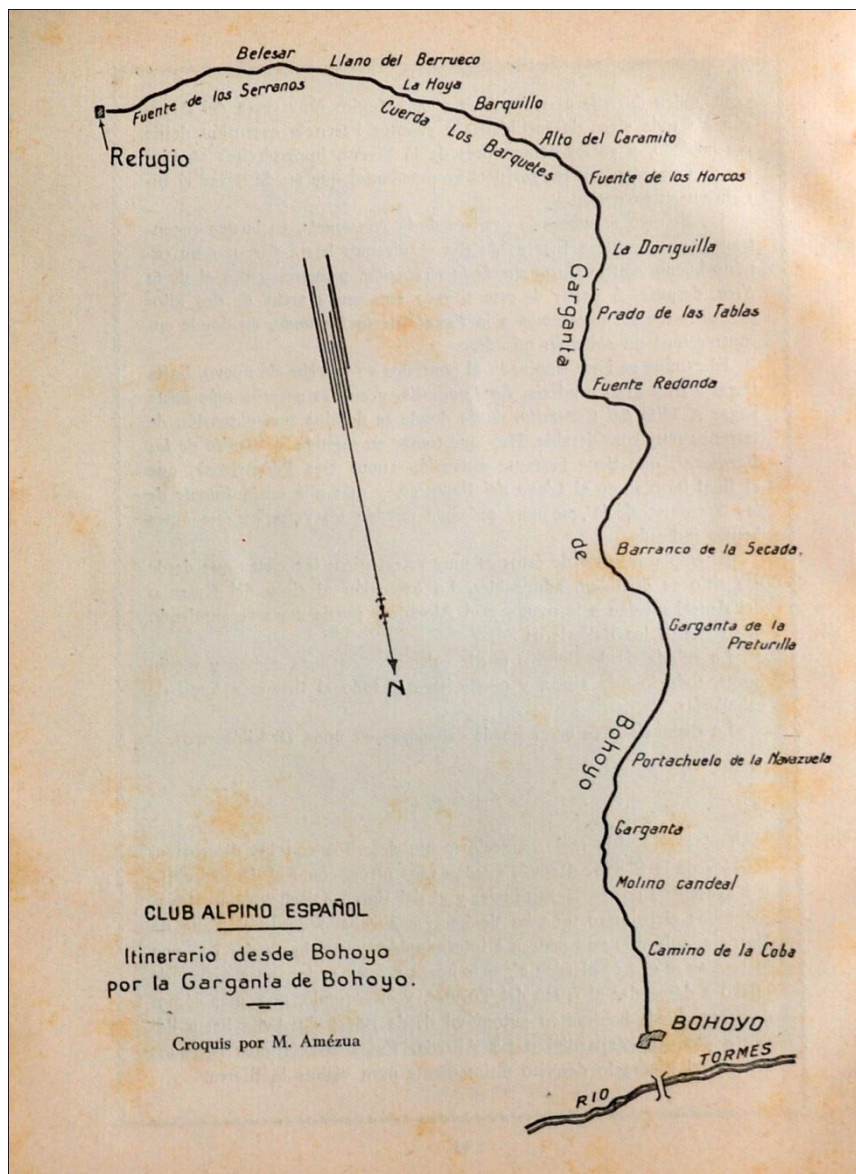 Belesar
Llano del Berrueco
Fuente de los Serranos
La Hoya
Barquillo
Cuerda Los Barquetes
Alto del Caramito
Refugio
Fuente de los Horcos
La Doriguilla
Garganta
Prado de las Tablas
Fuente Redonda
de
Barranco de la Secada.
Garganta de la
Preturilla
N
Bohoyo
Portachuelo de la Navazuela
Garganta
Molino candeal
CLUB ALPINO ESPAÑOL
Itinerario desde Bohoyo
por la Garganta de Bohoyo.
Camino de la Coba
Croquis por M. Amézua
BOHOYO
RIO TORMES